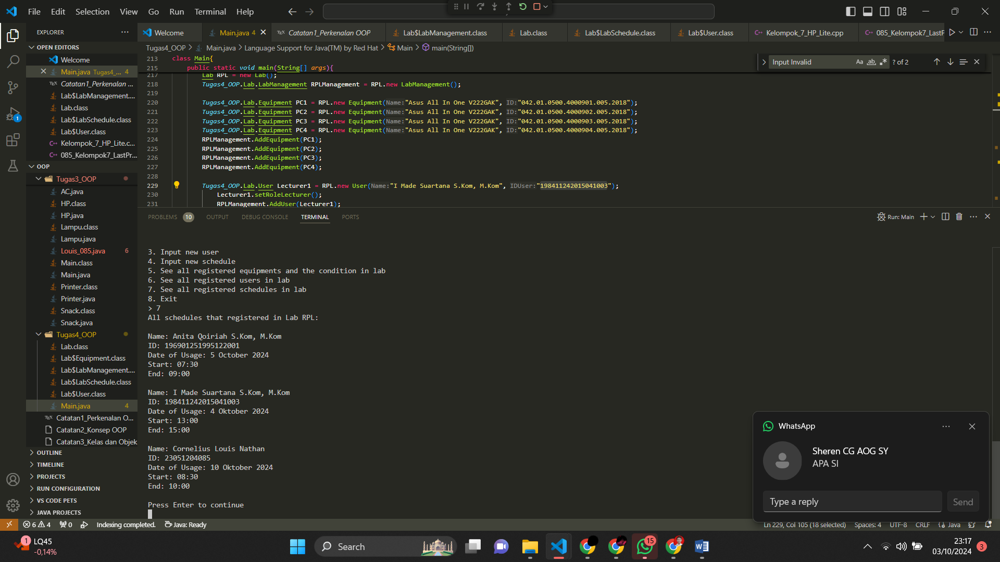 File Edit Selection View Go Run Terminal Help
EXPLORER
OPEN EDITORS
Welcome
Main.java Tugas4_... 4
Catatan1_Perkenalan ...
Lab$LabManagement....
Lab.class
Lab$LabSchedule.class
Lab$User.class
Kelompok_7_HP_Lite.c...
085_Kelompok7_LastPr...
OOP
Tugas3_OOP
AC.java
HP.class
HP.java
Lampu.class
Lampu.java
Louis_085.java 6
Main.class
Main.java
Printer.class
Printer.java
Snack.class
Snack.java
Tugas4_OOP
Lab.class
Lab$Equipment.class
Lab$LabManagement....
Lab$LabSchedule.class
Lab$User.class
Main.java 4
Catatan1_Perkenalan O...
Catatan2_Konsep OOP
Catatan3_Kelas dan Objek
OUTLINE
TIMELINE
PROJECTS
RUN CONFIGURATION
VS CODE PETS
JAVA PROJECTS
1
Welcome Main.java 4 Catatan1_Perkenalan OOP Lab$LabManagement.class Lab.class Lab$LabSchedule.class Lab$User.class Kelompok_7_HP_Lite.cpp 085_Kelompok7_LastP
Tugas4_OOP > Main.java > Language Support for Java(TM) by Red Hat > Main > main(String[])
Input Invalid Aa ab ? of 2
213 class Main{
215 public static void main(String[] args){
217 Lab RPL = new Lab();
218 Tugas4_OOP.Lab.LabManagement RPLManagement = RPL.new LabManagement();
219
220 Tugas4_OOP.Lab.Equipment PC1 = RPL.new Equipment(Name:"Asus All In One V222GAK", ID:"042.01.0500.4000901.005.2018");
221 Tugas4_OOP.Lab.Equipment PC2 = RPL.new Equipment(Name:"Asus All In One V222GAK", ID:"042.01.0500.4000902.005.2018");
222 Tugas4_OOP.Lab.Equipment PC3 = RPL.new Equipment(Name:"Asus All In One V222GAK", ID:"042.01.0500.4000903.005.2018");
223 Tugas4_OOP.Lab.Equipment PC4 = RPL.new Equipment(Name:"Asus All In One V222GAK", ID:"042.01.0500.4000904.005.2018");
224 RPLManagement.AddEquipment(PC1);
225 RPLManagement.AddEquipment(PC2);
226 RPLManagement.AddEquipment(PC3);
227 RPLManagement.AddEquipment(PC4);
228
229 Tugas4_OOP.Lab.User Lecturer1 = RPL.new User(Name:"I Made Suartana S.Kom, M.Kom", IDUser:"198411242015041003");
230 Lecturer1.setRoleLecturer();
231 RPLManagement.AddUser(Lecturer1);
PROBLEMS 10 OUTPUT DEBUG CONSOLE TERMINAL PORTS
Run: Main
3. Input new user
4. Input new schedule
5. See all registered equipments and the condition in lab
6. See all registered users in lab
7. See all registered schedules in lab
8. Exit
> 7
All schedules that registered in Lab RPL:
Name: Anita Qoiriah S.Kom, M.Kom
ID: 196901251995122001
Date of Usage: 5 October 2024
Start: 07:30
End: 09:00
Name: I Made Suartana S.Kom, M.Kom
ID: 198411242015041003
Date of Usage: 4 Oktober 2024
Start: 13:00
End: 15:00
Name: Cornelius Louis Nathan
ID: 23051204085
Date of Usage: 10 Oktober 2024
Start: 08:30
End: 10:00
Press Enter to continue
WhatsApp
Sheren CG AOG SY
APA SI
Type a reply
Send
6 4 0 Indexing completed. Java: Ready
Ln 229, Col 105 (18 selected) Spaces: 4 UTF-8 CRLF Java
1
LQ45
-0,14%
Search
15
23:17
03/10/2024
3